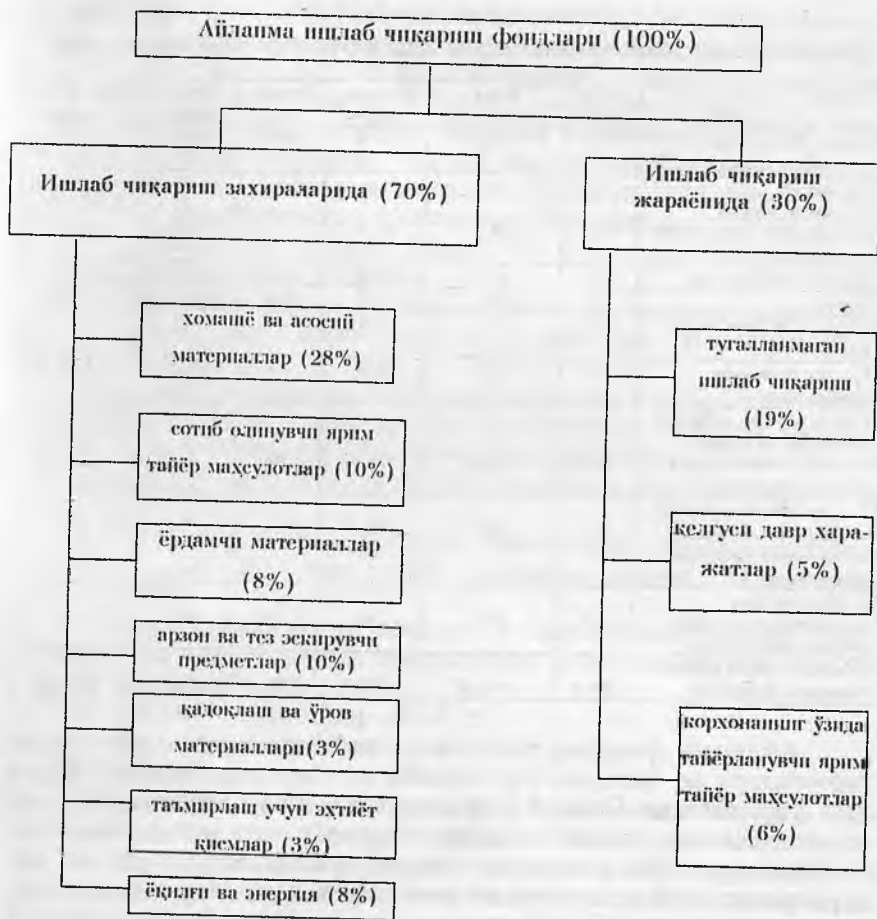 Айланма ишлаб чиқариш фондлари (100%)
Ишлаб чиқариш захираларида (70%)
хомашё ва асосий
материаллар (28%)
сотиб олинувчи ярим
тайёр маҳсулотлар (10%)
ёрдамчи материаллар
(8%)
арзон ва тез эскирувчи
предметлар (10%)
қадоқлаш ва ўров
материаллари(3%)
таъмирлаш учун эҳтиёт
қисмлар (3%)
ёқилғи ва энергия (8%)
Ишлаб чиқариш
жараёнида (30%)
тугалланмаган
ишлаб чиқариш
(19%)
келгуси давр хара-
жатлар (5%)
корхонанинг ўзида
тайёрланувчи ярим
тайёр маҳсулотлар
(6%)